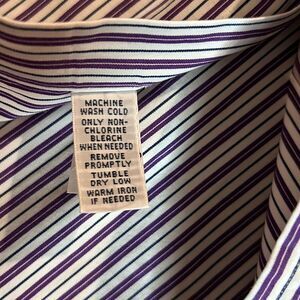 MACHINE
WASH COLD
ONLY NON-
CHLORINE
BLEACH
WHEN NEEDED
REMOVE
PROMPTLY
TUMBLE
DRY LOW
WARM IRON
IF NEEDED